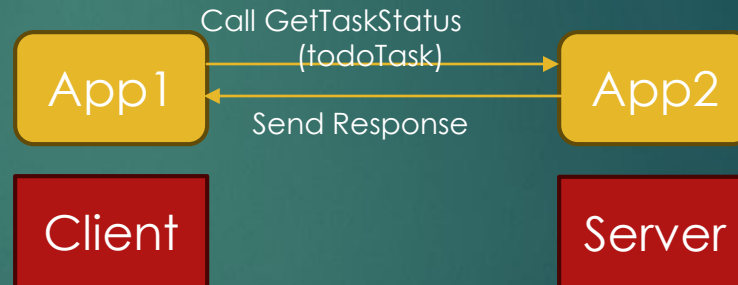 Call GetTaskStatus
(todoTask)
App1
App2
Send Response
Client
Server